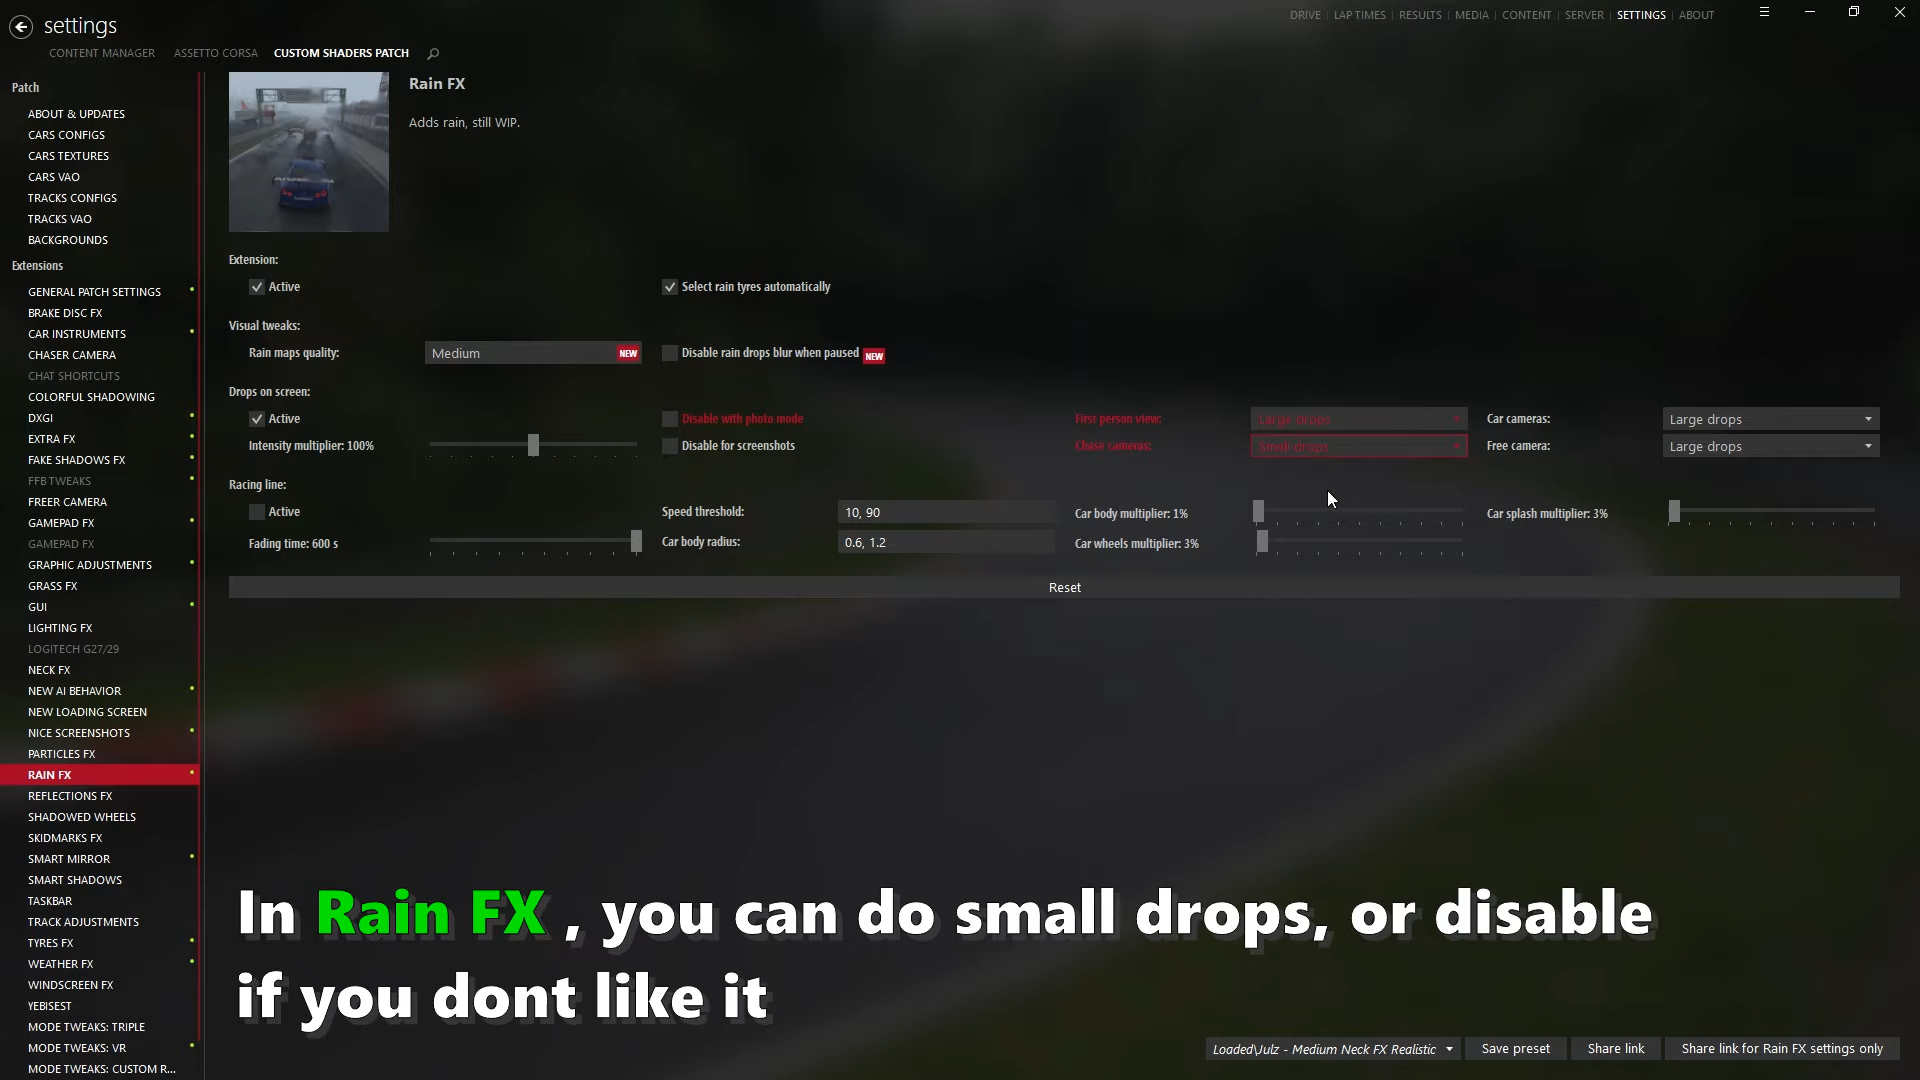 settings
DRIVE LAP TIMES RESULTS MEDIA CONTENT SERVER SETTINGS ABOUT
CONTENT MANAGER ASSETTO CORSA CUSTOM SHADERS PATCH
Patch
ABOUT & UPDATES
CARS CONFIGS
CARS TEXTURES
CARS VAO
TRACKS CONFIGS
TRACKS VAO
BACKGROUNDS
Extensions
GENERAL PATCH SETTINGS
BRAKE DISC FX
CAR INSTRUMENTS
CHASER CAMERA
CHAT SHORTCUTS
COLORFUL SHADOWING
DXGI
EXTRA FX
FAKE SHADOWS FX
FFB TWEAKS
FREER CAMERA
GAMEPAD FX
GAMEPAD FX
GRAPHIC ADJUSTMENTS
GRASS FX
GUI
LIGHTING FX
LOGITECH G27/29
NECK FX
NEW AI BEHAVIOR
NEW LOADING SCREEN
NICE SCREENSHOTS
PARTICLES FX
RAIN FX
REFLECTIONS FX
SHADOWED WHEELS
SKIDMARKS FX
SMART MIRROR
SMART SHADOWS
TASKBAR
TRACK ADJUSTMENTS
TYRES FX
WEATHER FX
WINDSCREEN FX
YEBISEST
MODE TWEAKS: TRIPLE
MODE TWEAKS: VR
MODE TWEAKS: CUSTOM R...
Rain FX
Adds rain, still WIP.
Extension:
Active Select rain tyres automatically
Visual tweaks:
Rain maps quality: Medium NEW Disable rain drops blur when paused NEW
Drops on screen:
Active Disable with photo mode First person view: Large drops Car cameras: Large drops
Intensity multiplier: 100% Disable for screenshots Chase cameras: Small drops Free camera: Large drops
Racing line:
Active Speed threshold: 10, 90 Car body multiplier: 1% Car splash multiplier: 3%
Fading time: 600 s Car body radius: 0.6, 1.2 Car wheels multiplier: 3%
Reset
In Rain FX , you can do small drops, or disable
if you dont like it
Loaded\Julz - Medium Neck FX Realistic Save preset Share link Share link for Rain FX settings only